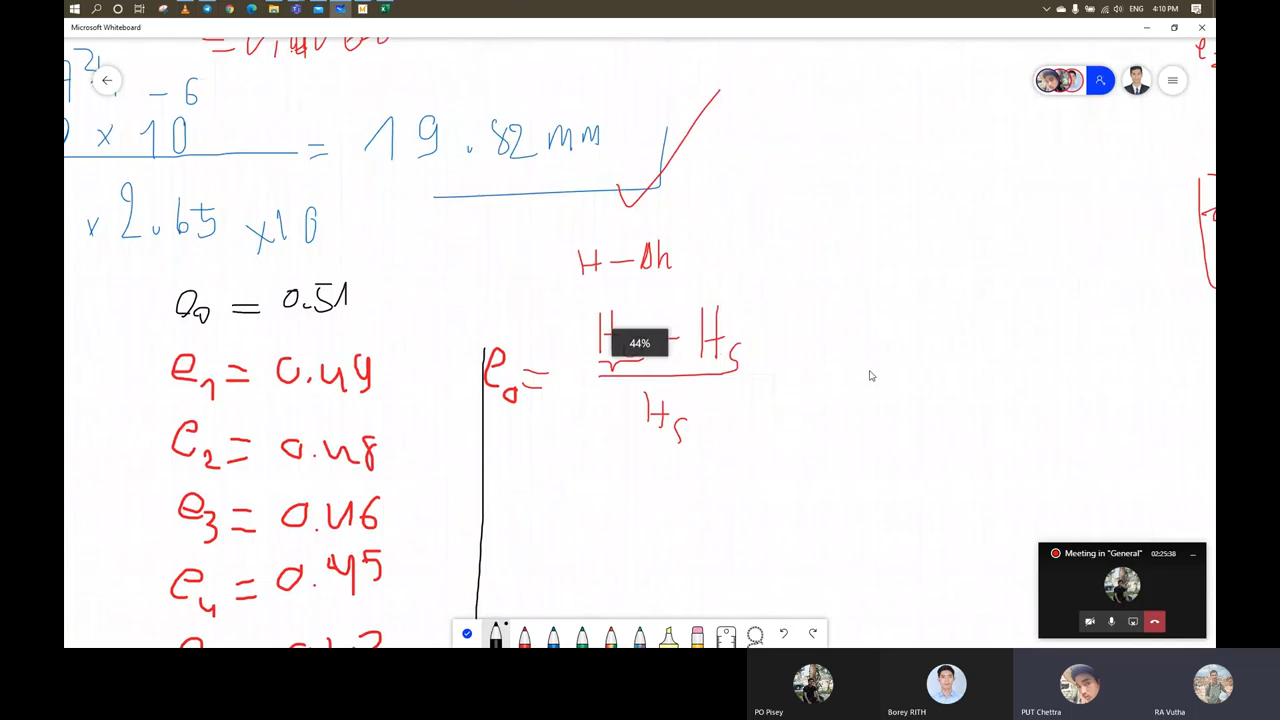 ENG 4:10 PM
Microsoft Whiteboard
- 6
x 10
= 19.82 mm
x 2.65 x10
H - Δh
e0 = 0.51
44%
- Hs
e0 =
Hs
e1 = 0.49
e2 = 0.48
e3 = 0.46
e4 = 0.45
Meeting in "General" 02:25:38
PO Pisey
Borey RITH
PUT Chettra
RA Vutha